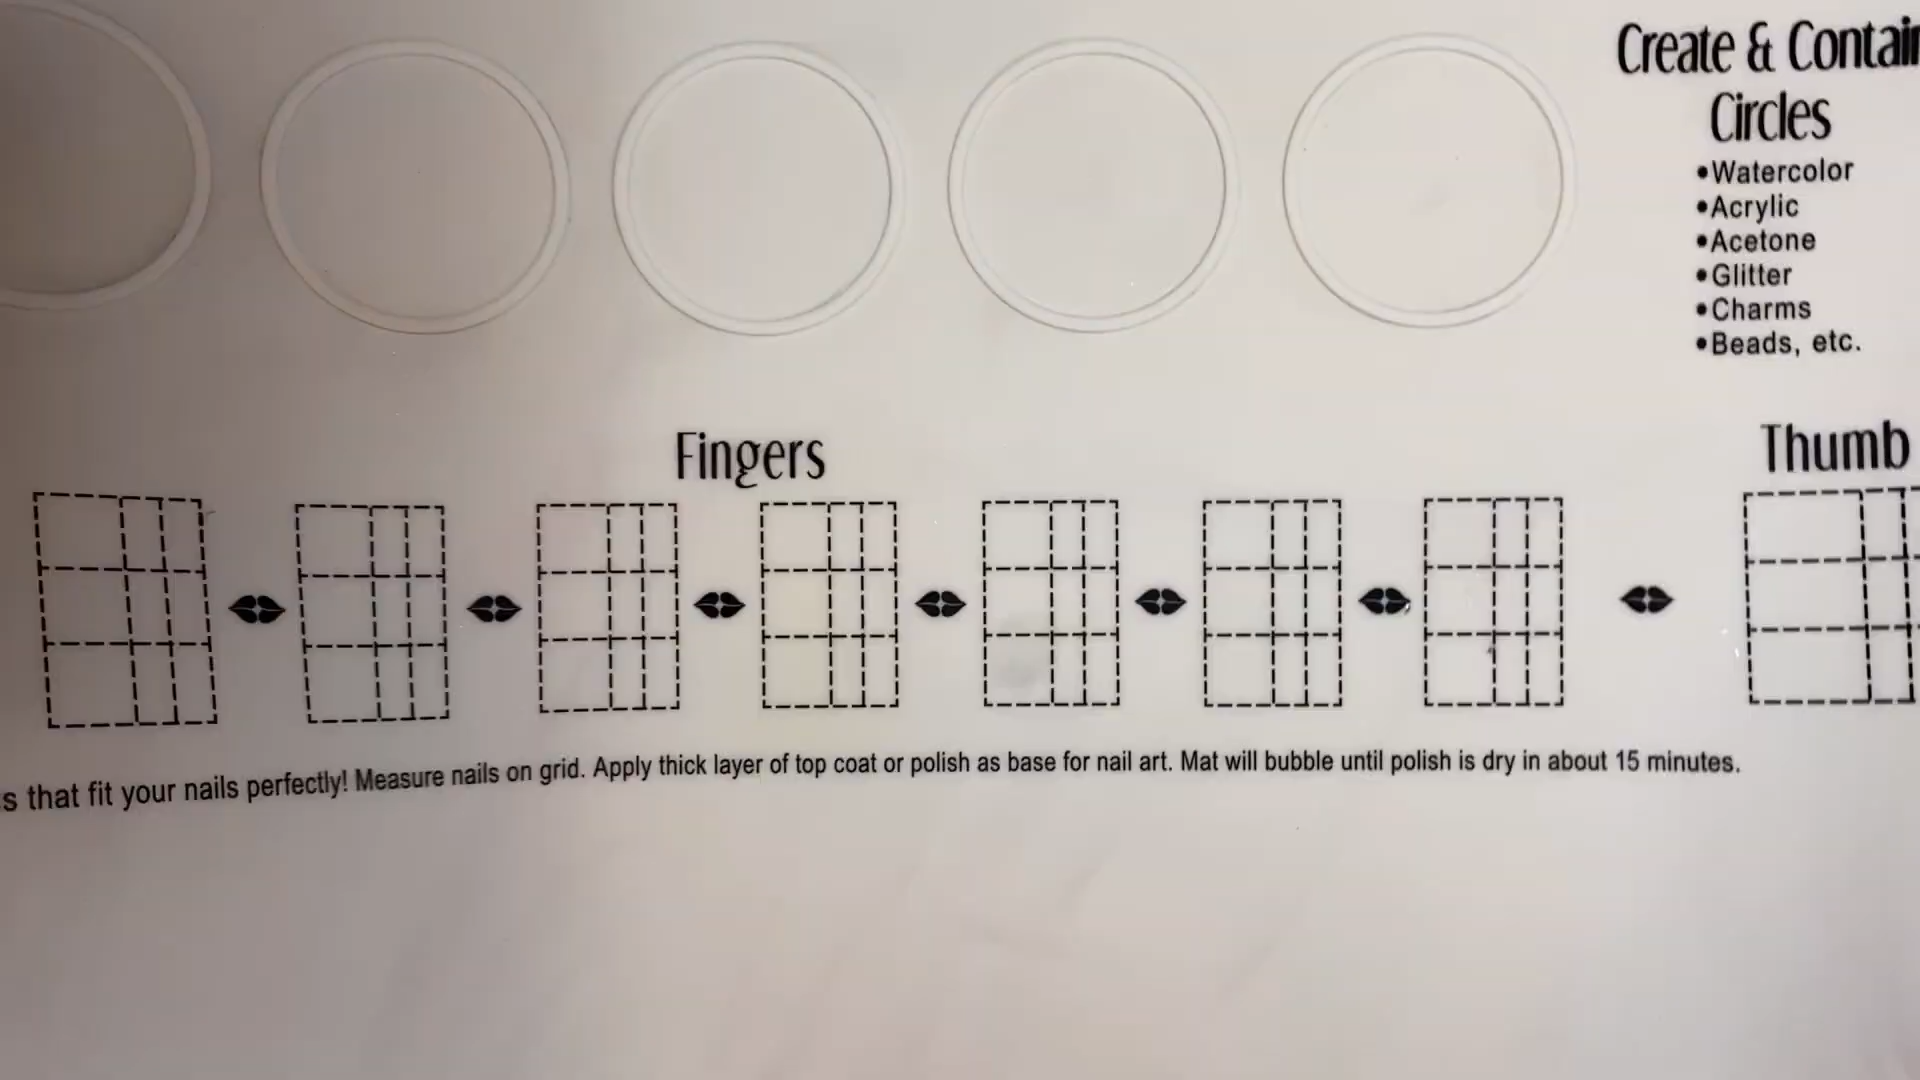 Create & Contain
Circles
•Watercolor
•Acrylic
•Acetone
•Glitter
•Charms
•Beads, etc.
Fingers
Thumb
that fit your nails perfectly! Measure nails on grid. Apply thick layer of top coat or polish as base for nail art. Mat will bubble until polish is dry in about 15 minutes.